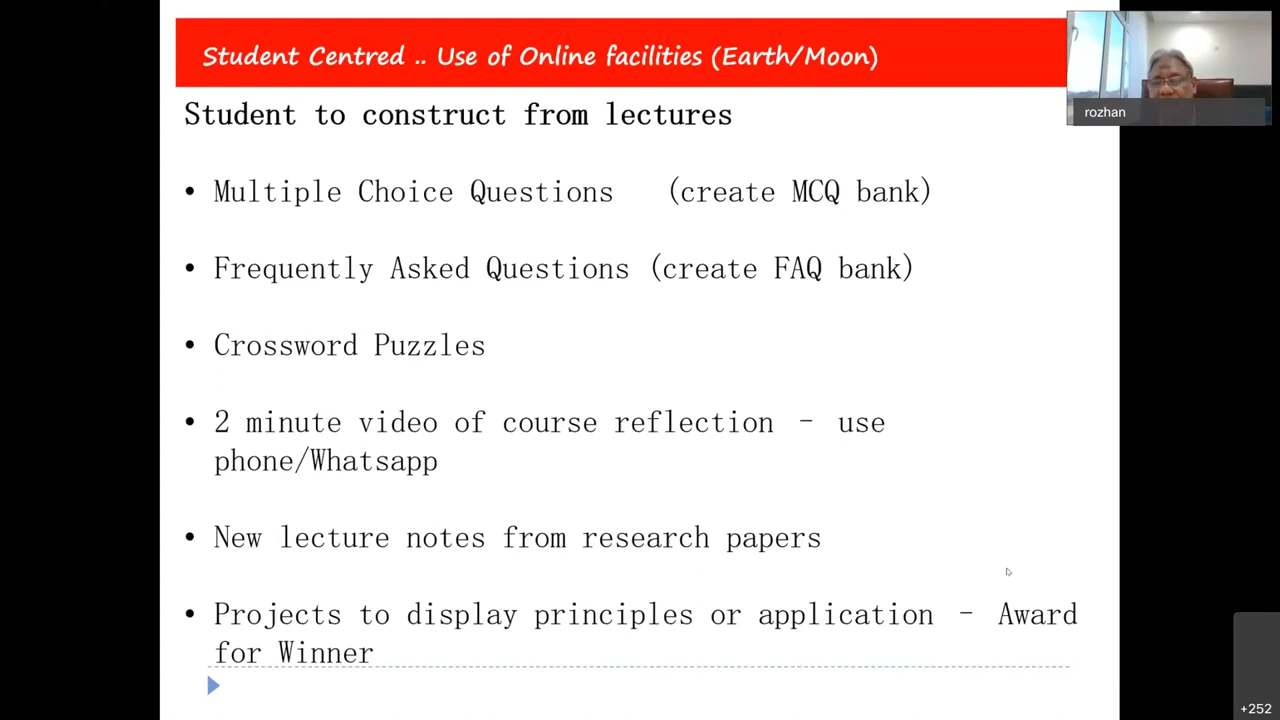 Student Centred .. Use of Online facilities (Earth/Moon)
rozhan
Student to construct from lectures
• Multiple Choice Questions (create MCQ bank)
• Frequently Asked Questions (create FAQ bank)
• Crossword Puzzles
• 2 minute video of course reflection – use
phone/Whatsapp
• New lecture notes from research papers
• Projects to display principles or application – Award
for Winner
+252